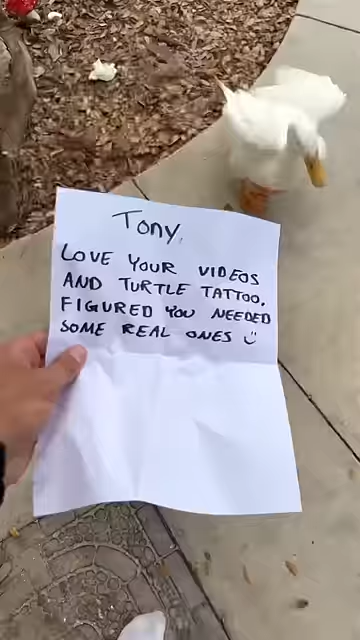 Tony,
LOVE YOUR VIDEOS
AND TURTLE TATTOO.
FIGURED YOU NEEDED
SOME REAL ONES :)